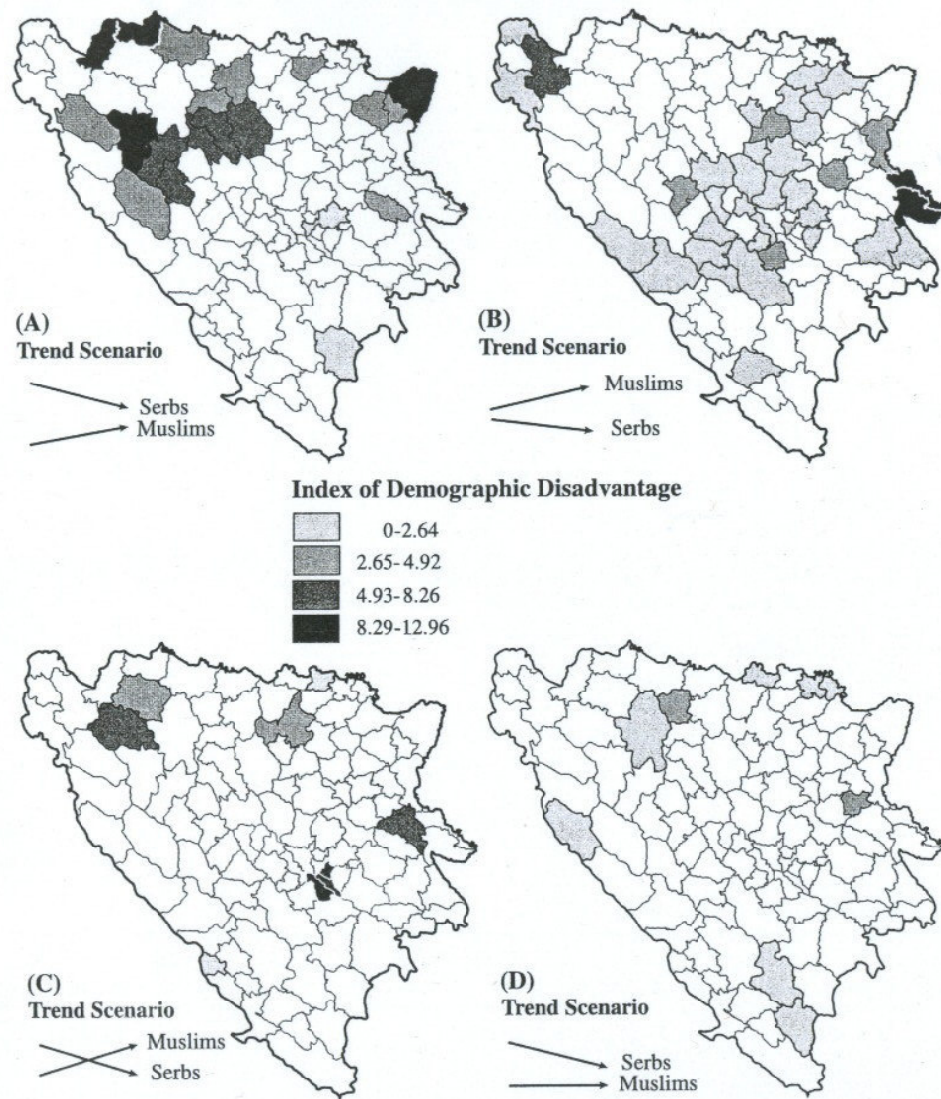 (A)
Trend Scenario
Serbs
Muslims
(B)
Trend Scenario
Muslims
Serbs
Index of Demographic Disadvantage
0-2.64
2.65-4.92
4.93-8.26
8.29-12.96
(C)
Trend Scenario
Muslims
Serbs
(D)
Trend Scenario
Serbs
Muslims